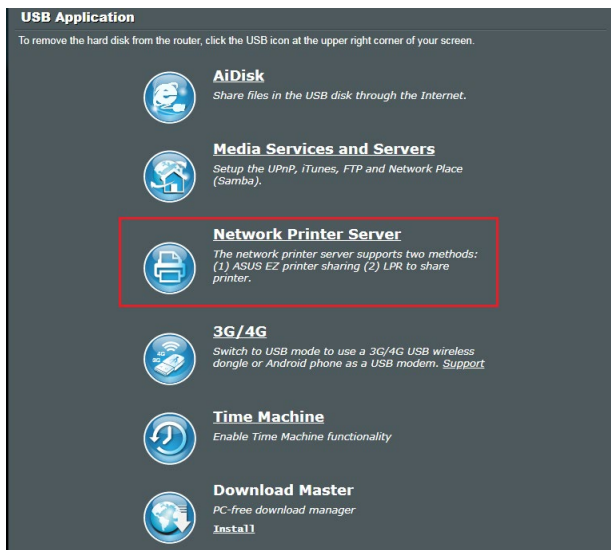 USB Application
To remove the hard disk from the router, click the USB icon at the upper right corner of your screen.
AiDisk
Share files in the USB disk through the Internet.
Media Services and Servers
Setup the UPnP, iTunes, FTP and Network Place
(Samba).
Network Printer Server
The network printer server supports two methods:
(1) ASUS EZ printer sharing (2) LPR to share
printer.
3G/4G
4G
3G
Switch to USB mode to use a 3G/4G USB wireless
dongle or Android phone as a USB modem. Support
Time Machine
Enable Time Machine functionality
Download Master
PC-free download manager
Install